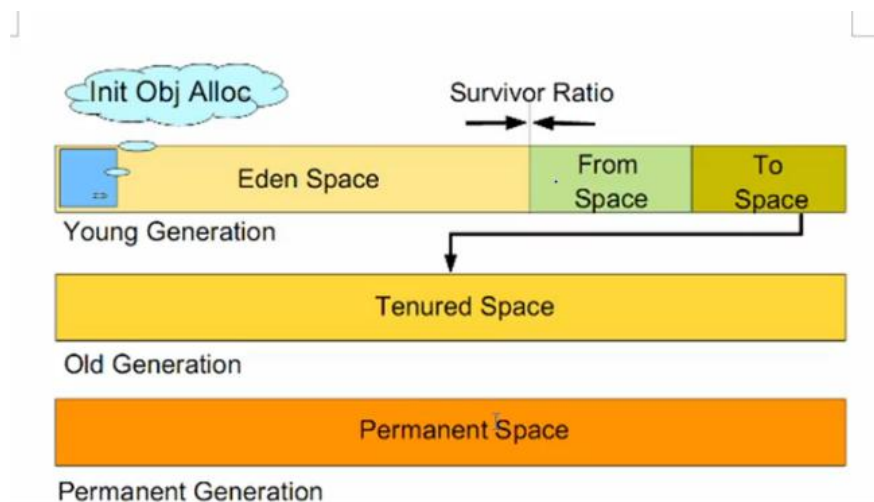 Init Obj Alloc
Survivor Ratio
Eden Space
From
Space
To
Space
Young Generation
Tenured Space
Old Generation
Permanent Space
Permanent Generation